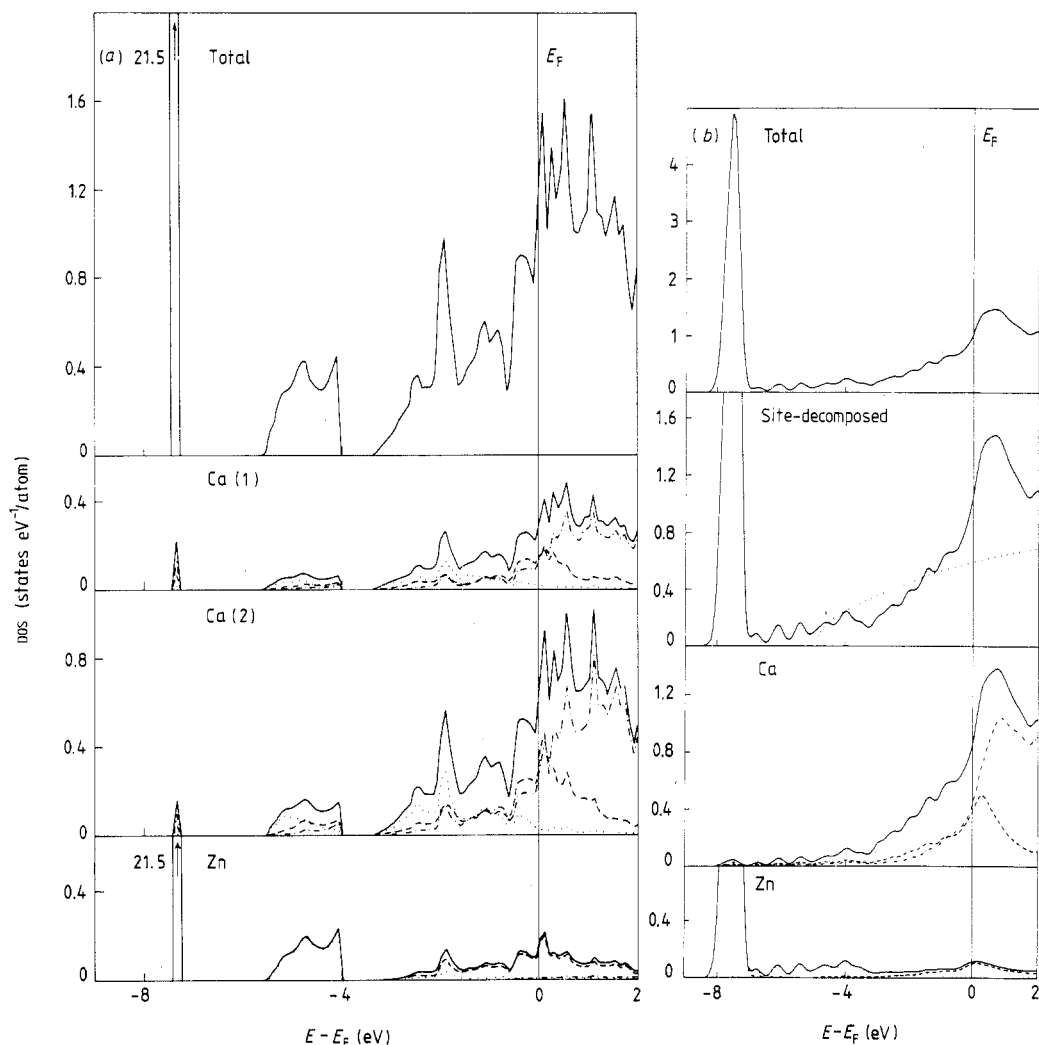 (a) 21.5 Total
E_F
1.6
1.2
0.8
0.4
0
Ca (1)
0.4
0
Ca (2)
0.8
0.4
0
21.5 Zn
0.4
0
-8 -4 0 2
E-E_F (eV)
DOS (states eV⁻¹/atom)
(b) Total
E_F
4
3
2
1
0
Site-decomposed
1.6
1.2
0.8
0.4
0
Ca
1.2
0.8
0.4
0
Zn
0.4
0
-8 -4 0 2
E-E_F (eV)